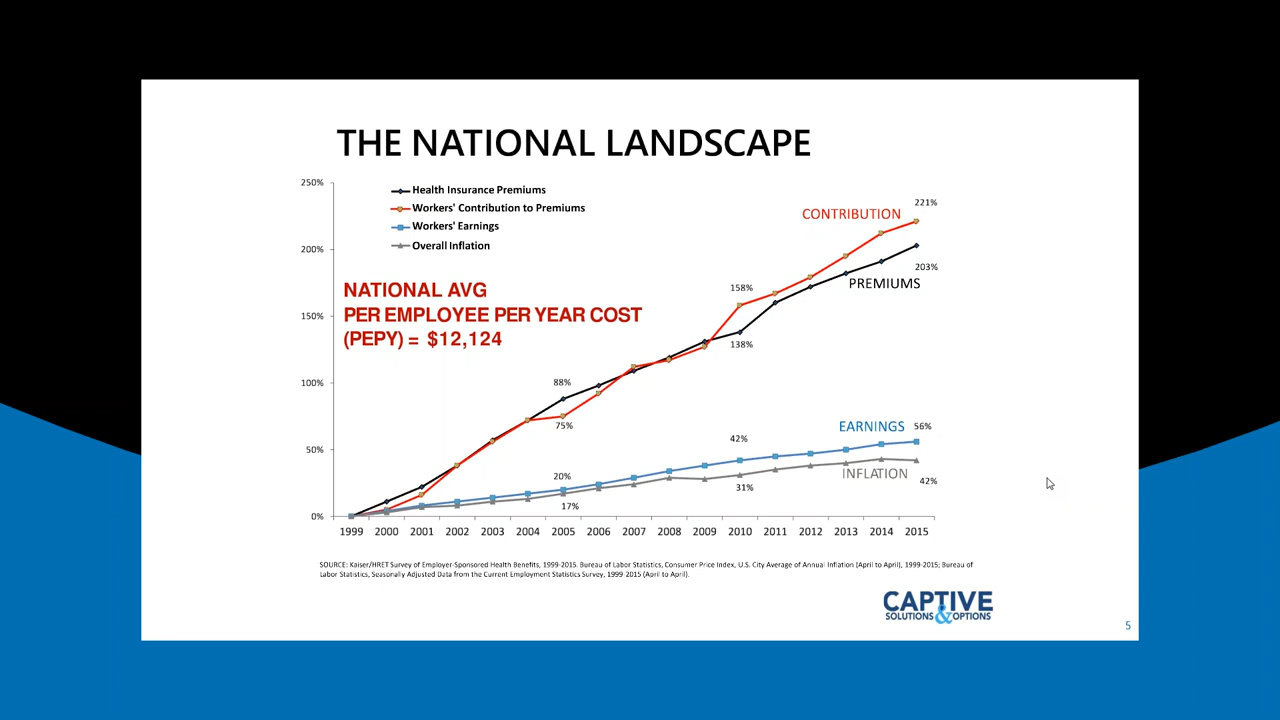 THE NATIONAL LANDSCAPE
250%
200%
150%
100%
50%
0%
Health Insurance Premiums
Workers' Contribution to Premiums
Workers' Earnings
Overall Inflation
NATIONAL AVG
PER EMPLOYEE PER YEAR COST
(PEPY) = $12,124
CONTRIBUTION
221%
203%
PREMIUMS
158%
138%
88%
75%
EARNINGS
56%
42%
INFLATION
42%
31%
20%
17%
1999 2000 2001 2002 2003 2004 2005 2006 2007 2008 2009 2010 2011 2012 2013 2014 2015
SOURCE: Kaiser/HRET Survey of Employer-Sponsored Health Benefits, 1999-2015. Bureau of Labor Statistics, Consumer Price Index, U.S. City Average of Annual Inflation (April to April), 1999-2015; Bureau of
Labor Statistics, Seasonally Adjusted Data from the Current Employment Statistics Survey, 1999-2015 (April to April).
CAPTIVE
SOLUTIONS & OPTIONS
5